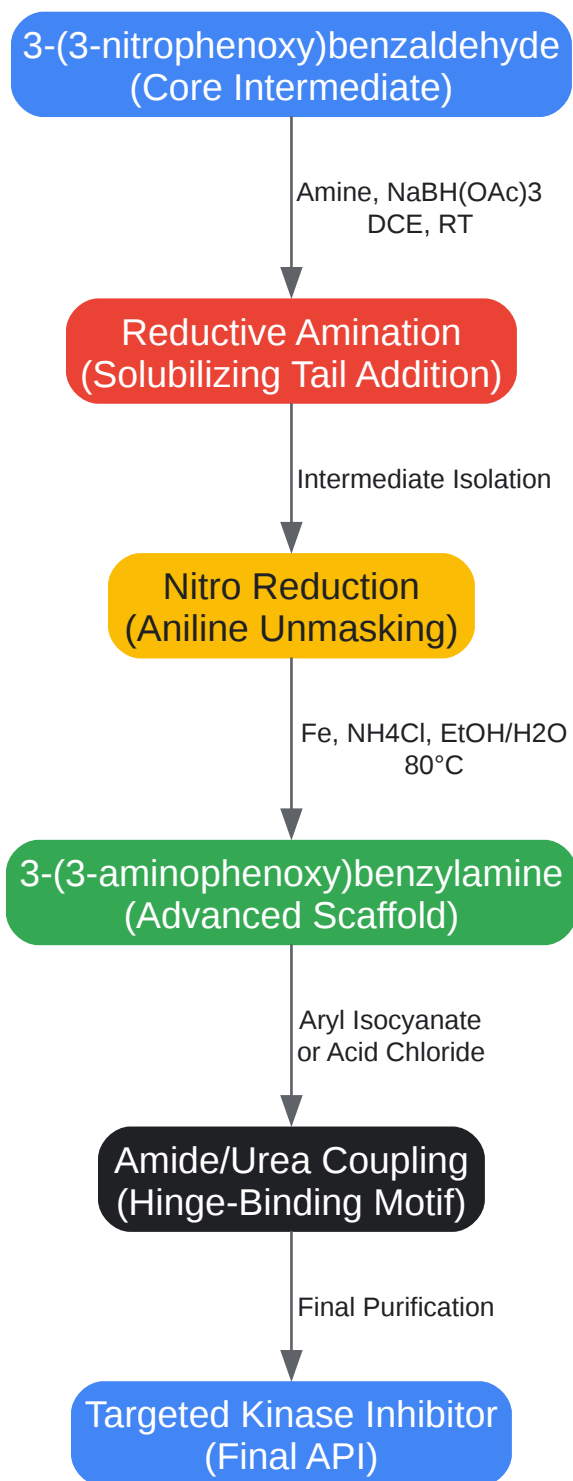 3-(3-nitrophenoxy)benzaldehyde
(Core Intermediate)
Amine, NaBH(OAc)3
DCE, RT
Reductive Amination
(Solubilizing Tail Addition)
Intermediate Isolation
Nitro Reduction
(Aniline Unmasking)
Fe, NH4Cl, EtOH/H2O
80°C
3-(3-aminophenoxy)benzylamine
(Advanced Scaffold)
Aryl Isocyanate
or Acid Chloride
Amide/Urea Coupling
(Hinge-Binding Motif)
Final Purification
Targeted Kinase Inhibitor
(Final API)